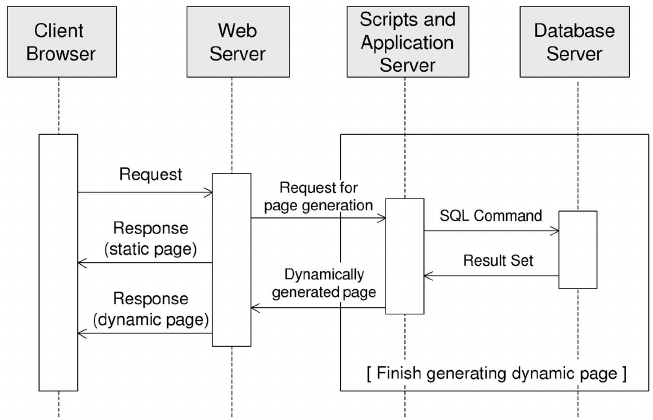 Client
Browser
Web
Server
Scripts and
Application
Server
Database
Server
Request
Request for
page generation
SQL Command
Response
(static page)
Result Set
Dynamically
generated page
Response
(dynamic page)
[ Finish generating dynamic page ]